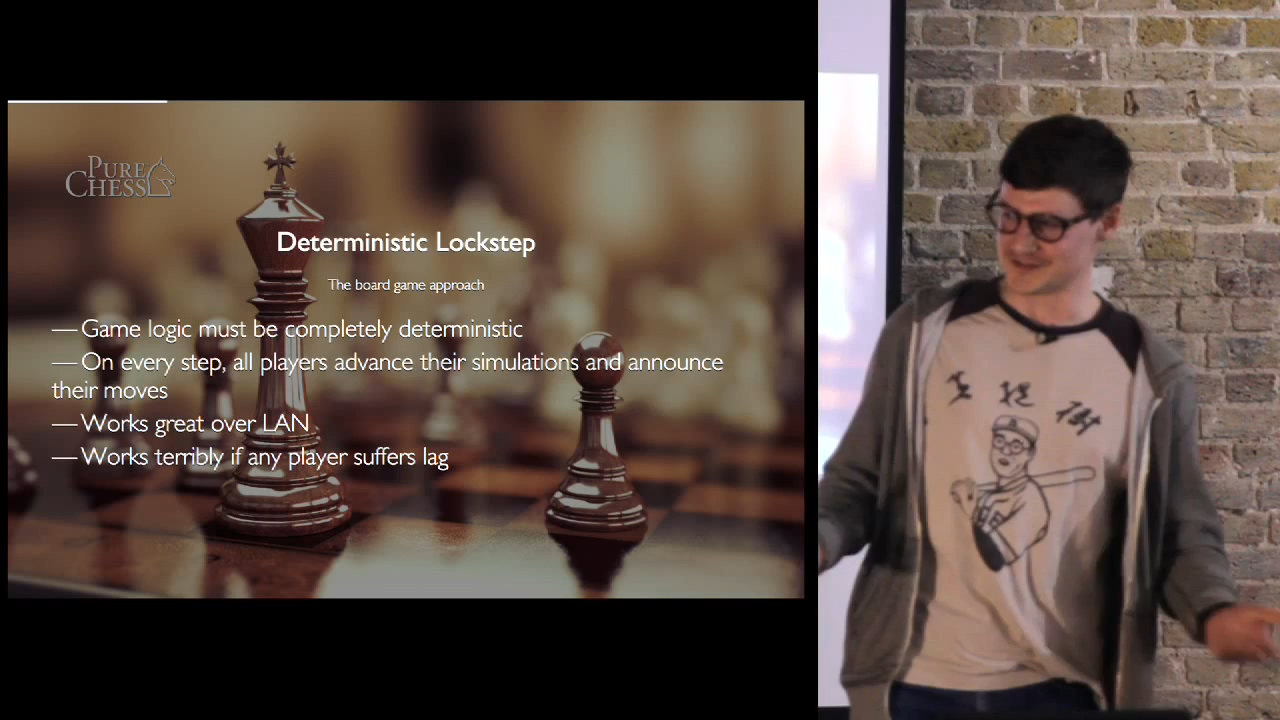 PURE
CHESS
Deterministic Lockstep
The board game approach
— Game logic must be completely deterministic
— On every step, all players advance their simulations and announce
their moves
— Works great over LAN
— Works terribly if any player suffers lag